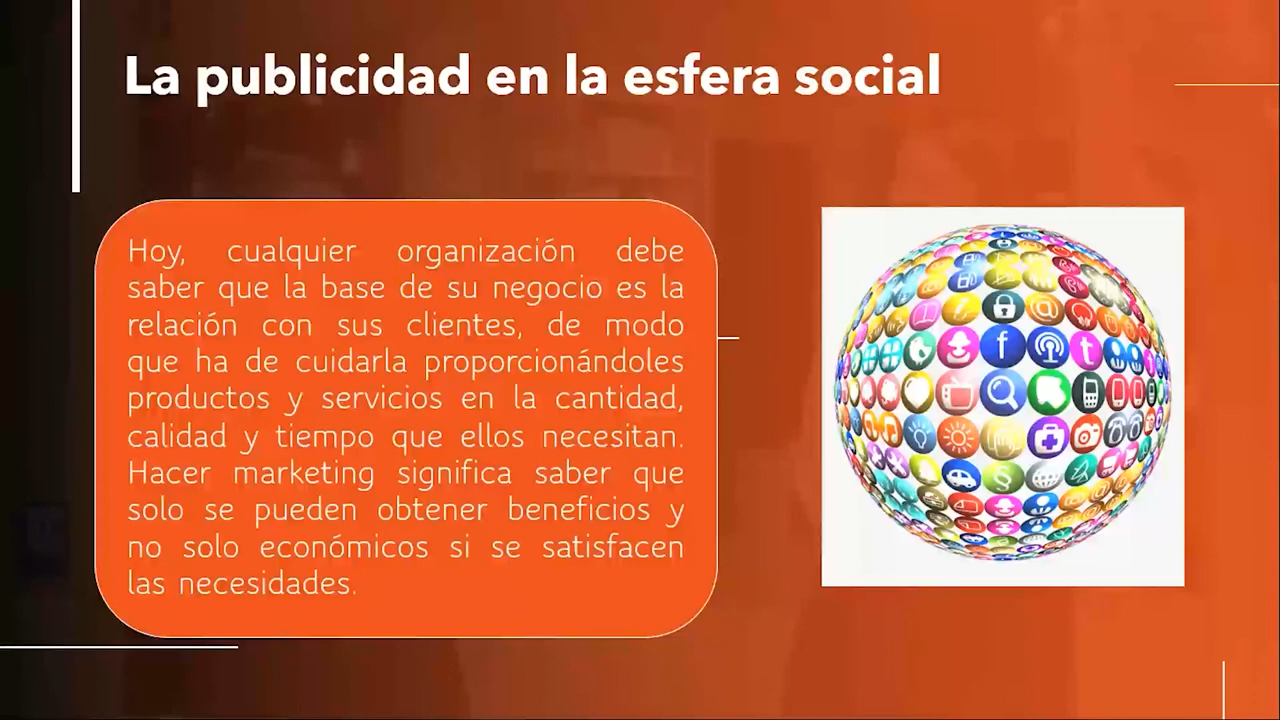 La publicidad en la esfera social
Hoy, cualquier organización debe
saber que la base de su negocio es la
relación con sus clientes, de modo
que ha de cuidarla proporcionándoles
productos y servicios en la cantidad,
calidad y tiempo que ellos necesitan.
Hacer marketing significa saber que
solo se pueden obtener beneficios y
no solo económicos si se satisfacen
las necesidades.